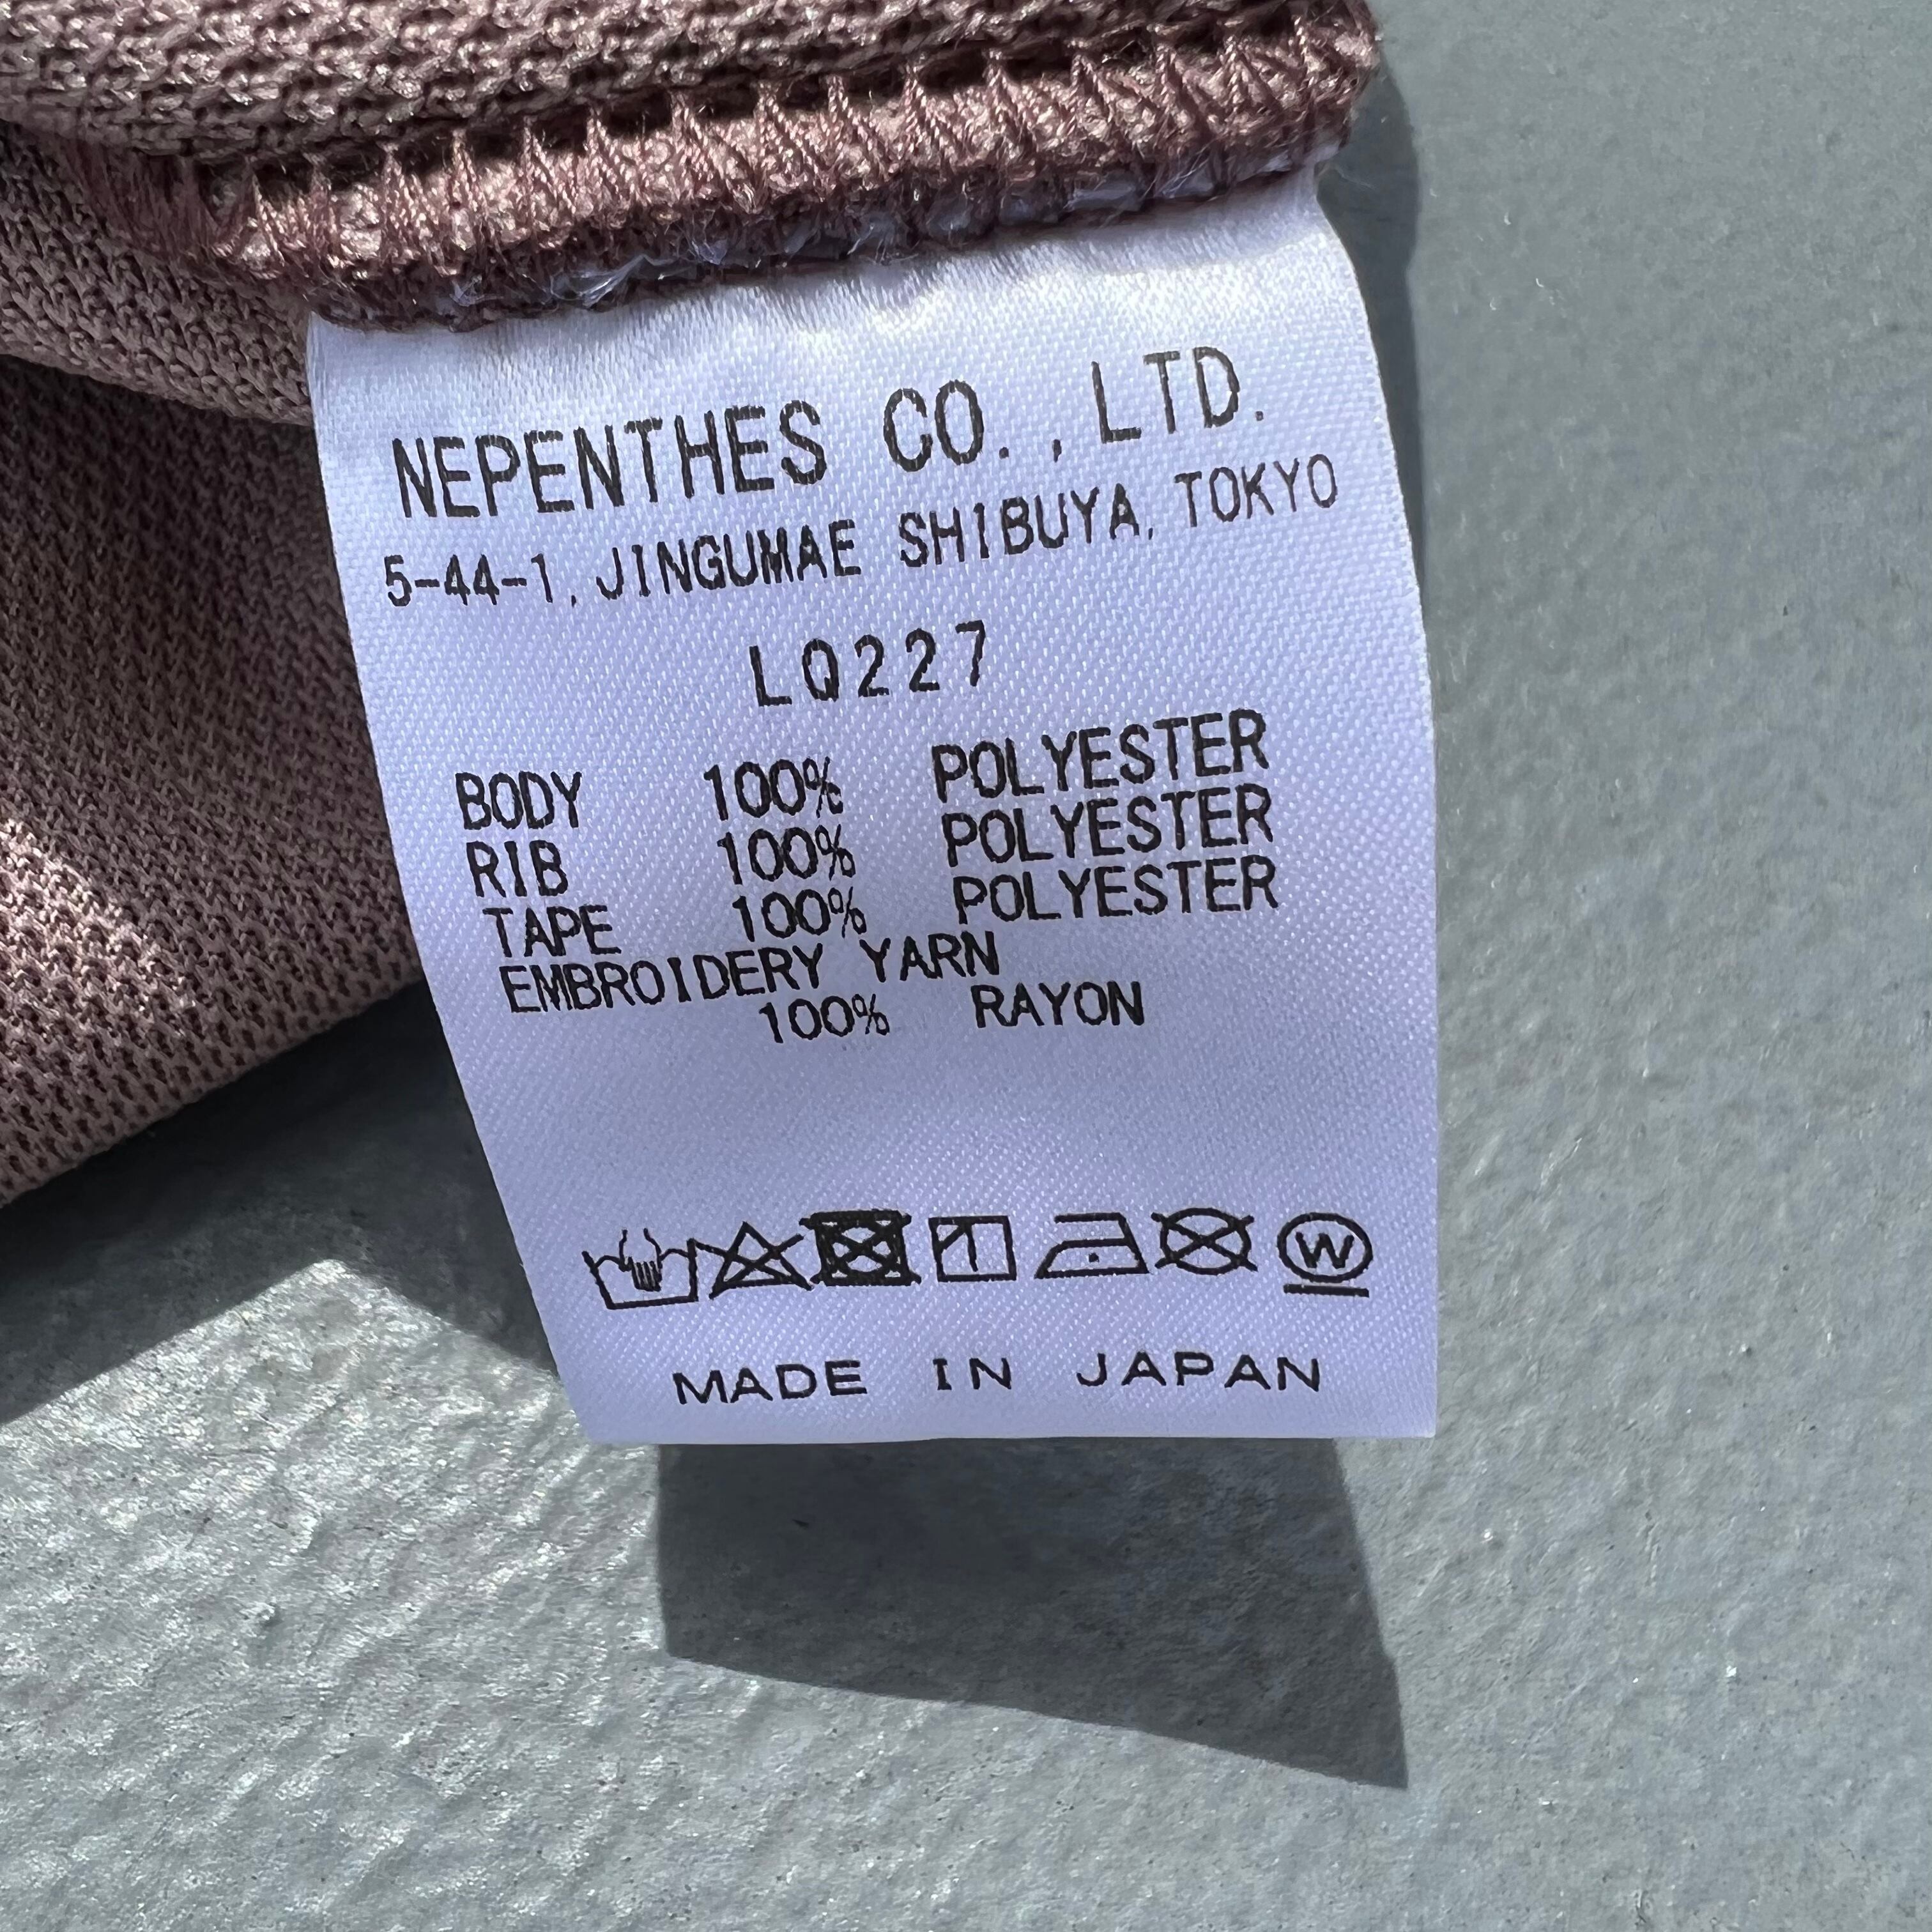 NEPENTHES CO., LTD.
5-44-1, JINGUMAE SHIBUYA, TOKYO
LQ227
BODY 100% POLYESTER
RIB 100% POLYESTER
TAPE 100% POLYESTER
EMBROIDERY YARN
100% RAYON
W
MADE IN JAPAN